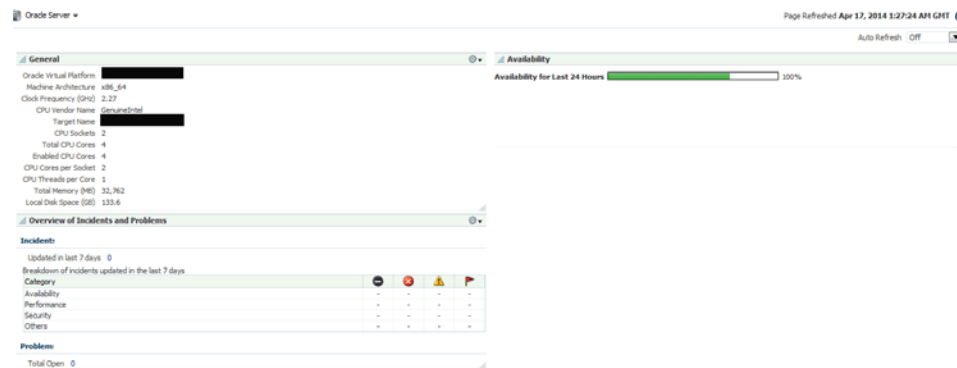 Oracle Server
Page Refreshed Apr 17, 2014 1:27:24 AM GMT (
Auto Refresh Off
General
Oracle Virtual Platform
Machine Architecture x86_64
Clock Frequency (GHz) 2.27
CPU Vendor Name GenuineIntel
Target Name
CPU Sockets 2
Total CPU Cores 4
Enabled CPU Cores 4
CPU Cores per Socket 2
CPU Threads per Core 1
Total Memory (MB) 32,762
Local Disk Space (GB) 133.6
Availability
Availability for Last 24 Hours 100%
Overview of Incidents and Problems
Incidents
Updated in last 7 days 0
Breakdown of incidents updated in the last 7 days
Category
Availability - - - -
Performance - - - -
Security - - - -
Others - - - -
Problems
Total Open 0